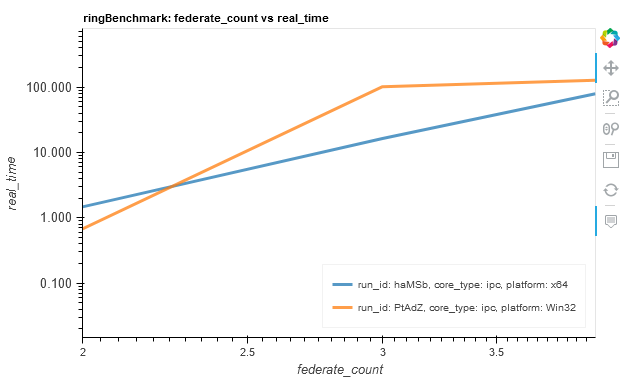 ringBenchmark: federate_count vs real_time
real_time
100.000
10.000
1.000
0.100
run_id: haMSb, core_type: ipc, platform: x64
run_id: PtAdZ, core_type: ipc, platform: Win32
2
2.5
3
3.5
federate_count